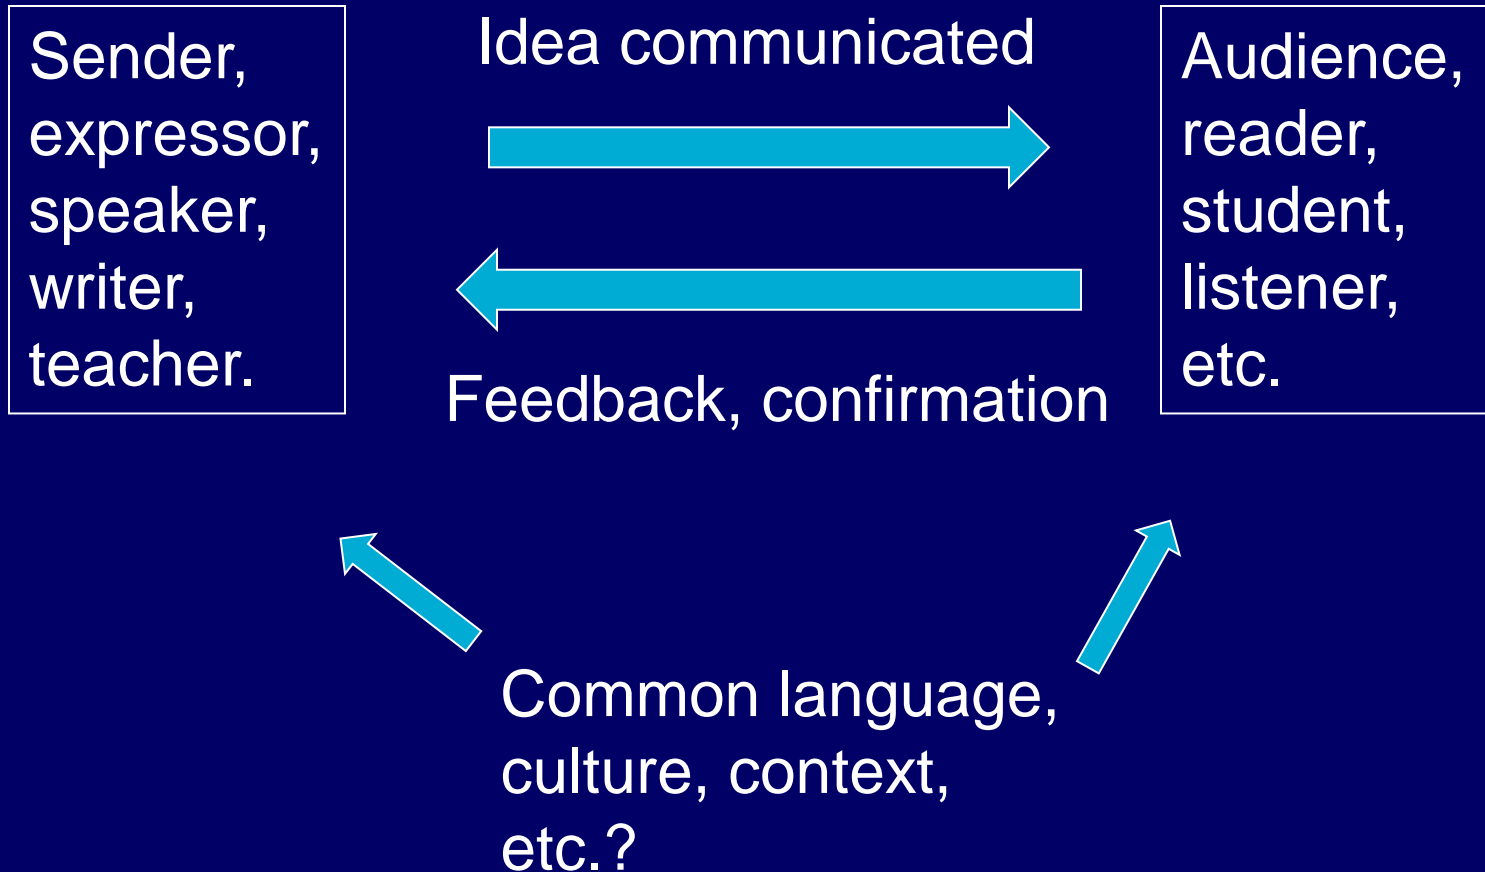 Sender,
expressor,
speaker,
writer,
teacher.
Idea communicated
Feedback, confirmation
Audience,
reader,
student,
listener,
etc.
Common language,
culture, context,
etc.?